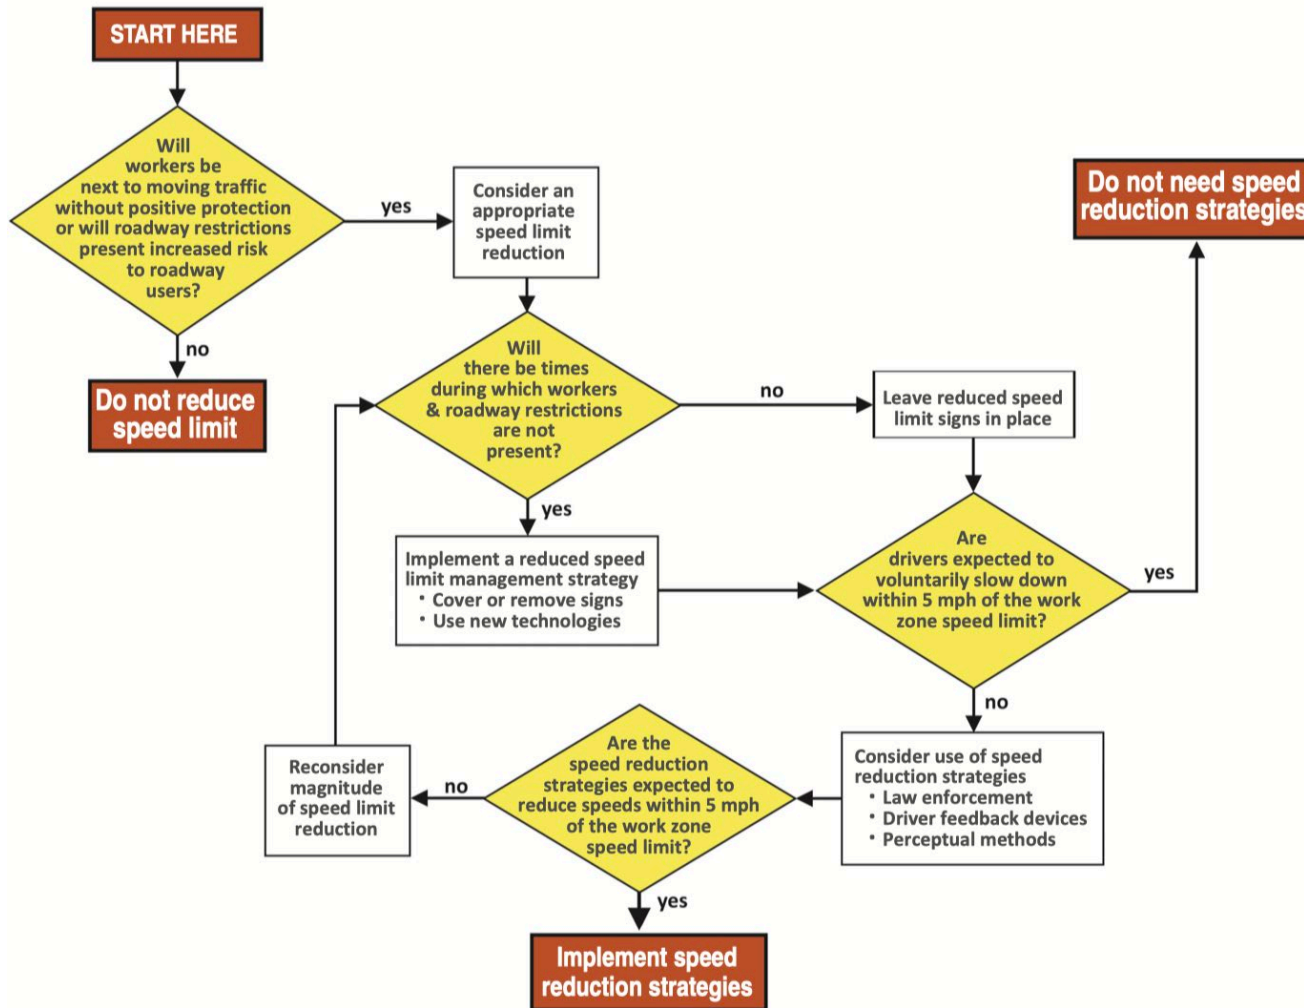 START HERE
Will
workers be
next to moving traffic
without positive protection
or will roadway restrictions
present increased risk
to roadway
users?
yes
Consider an
appropriate
speed limit
reduction
Do not need speed
reduction strategies
no
Do not reduce
speed limit
Will
there be times
during which workers
& roadway restrictions
are not
present?
no
Leave reduced speed
limit signs in place
yes
Implement a reduced speed
limit management strategy
• Cover or remove signs
• Use new technologies
Are
drivers expected to
voluntarily slow down
within 5 mph of the work
zone speed limit?
yes
no
Consider use of speed
reduction strategies
• Law enforcement
• Driver feedback devices
• Perceptual methods
Are the
speed reduction
strategies expected to
reduce speeds within 5 mph
of the work zone
speed limit?
no
Reconsider
magnitude
of speed limit
reduction
yes
Implement speed
reduction strategies